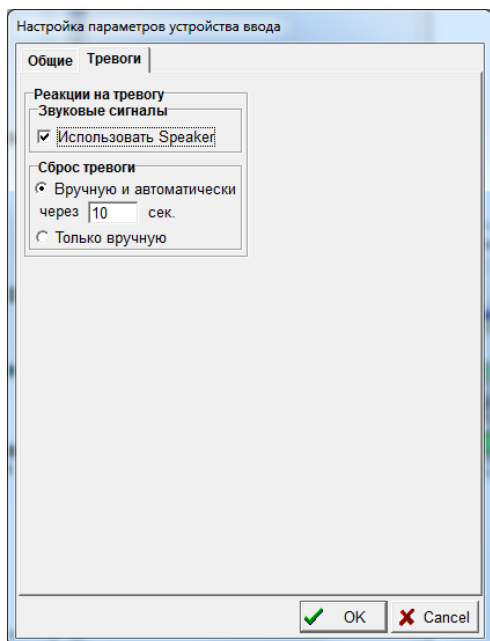 Настройка параметров устройства ввода
Общие Тревоги
Реакции на тревогу
Звуковые сигналы
Использовать Speaker
Сброс тревоги
Вручную и автоматически
через 10 сек.
Только вручную
OK Cancel